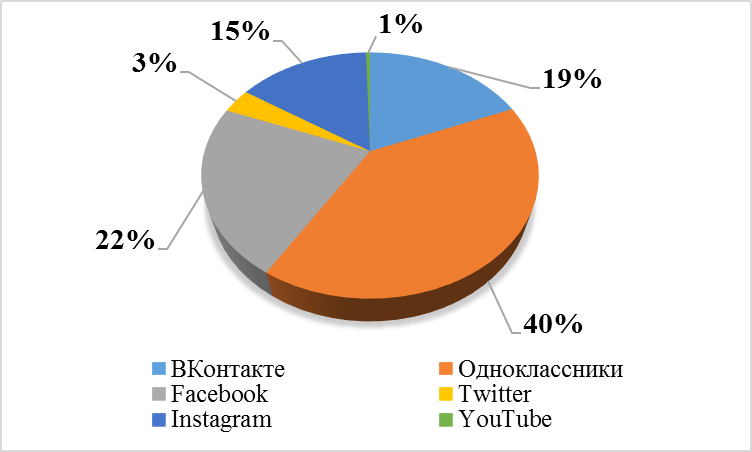 1%
15%
3%
19%
22%
40%
ВКонтакте
Одноклассники
Facebook
Twitter
Instagram
YouTube